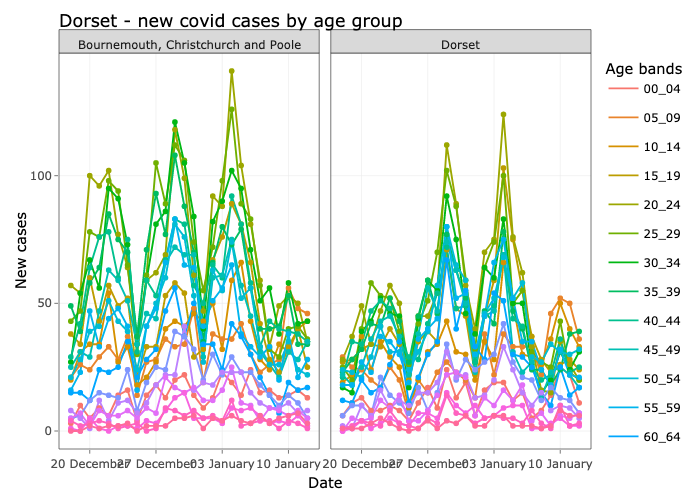 Dorset - new covid cases by age group
Bournemouth, Christchurch and Poole
Dorset
New cases
100
50
0
20 December
27 December
03 January
10 January
20 December
27 December
03 January
10 January
Date
Age bands
00_04
05_09
10_14
15_19
20_24
25_29
30_34
35_39
40_44
45_49
50_54
55_59
60_64